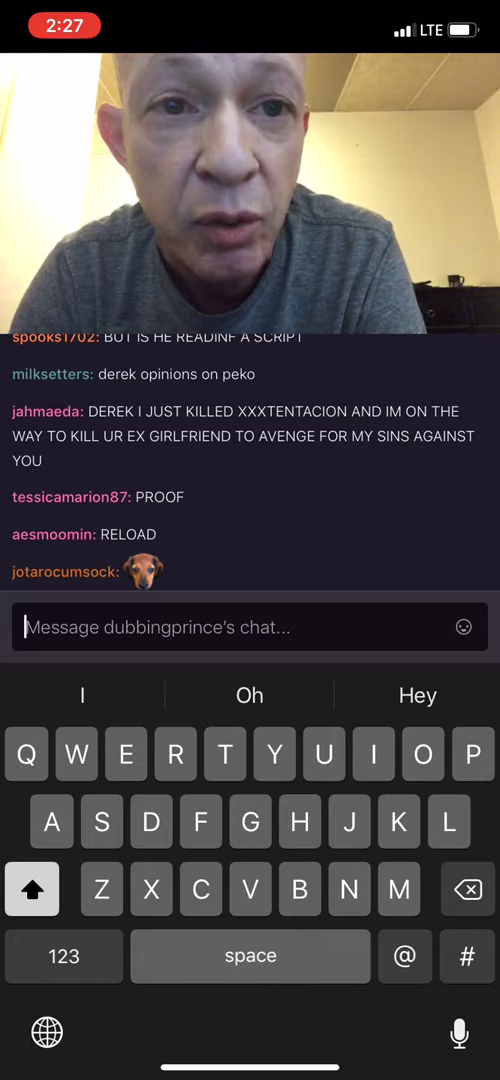 2:27
LTE
spooks1702: BUT IS HE READINF A SCRIPT
milksetters: derek opinions on peko
jahmaeda: DEREK I JUST KILLED XXXTENTACION AND IM ON THE
WAY TO KILL UR EX GIRLFRIEND TO AVENGE FOR MY SINS AGAINST
YOU
tessicamarion87: PROOF
aesmoomin: RELOAD
jotarocumsock:
Message dubbingprince's chat...
I Oh Hey
Q W E R T Y U I O P
A S D F G H J K L
Z X C V B N M
123 space @ #